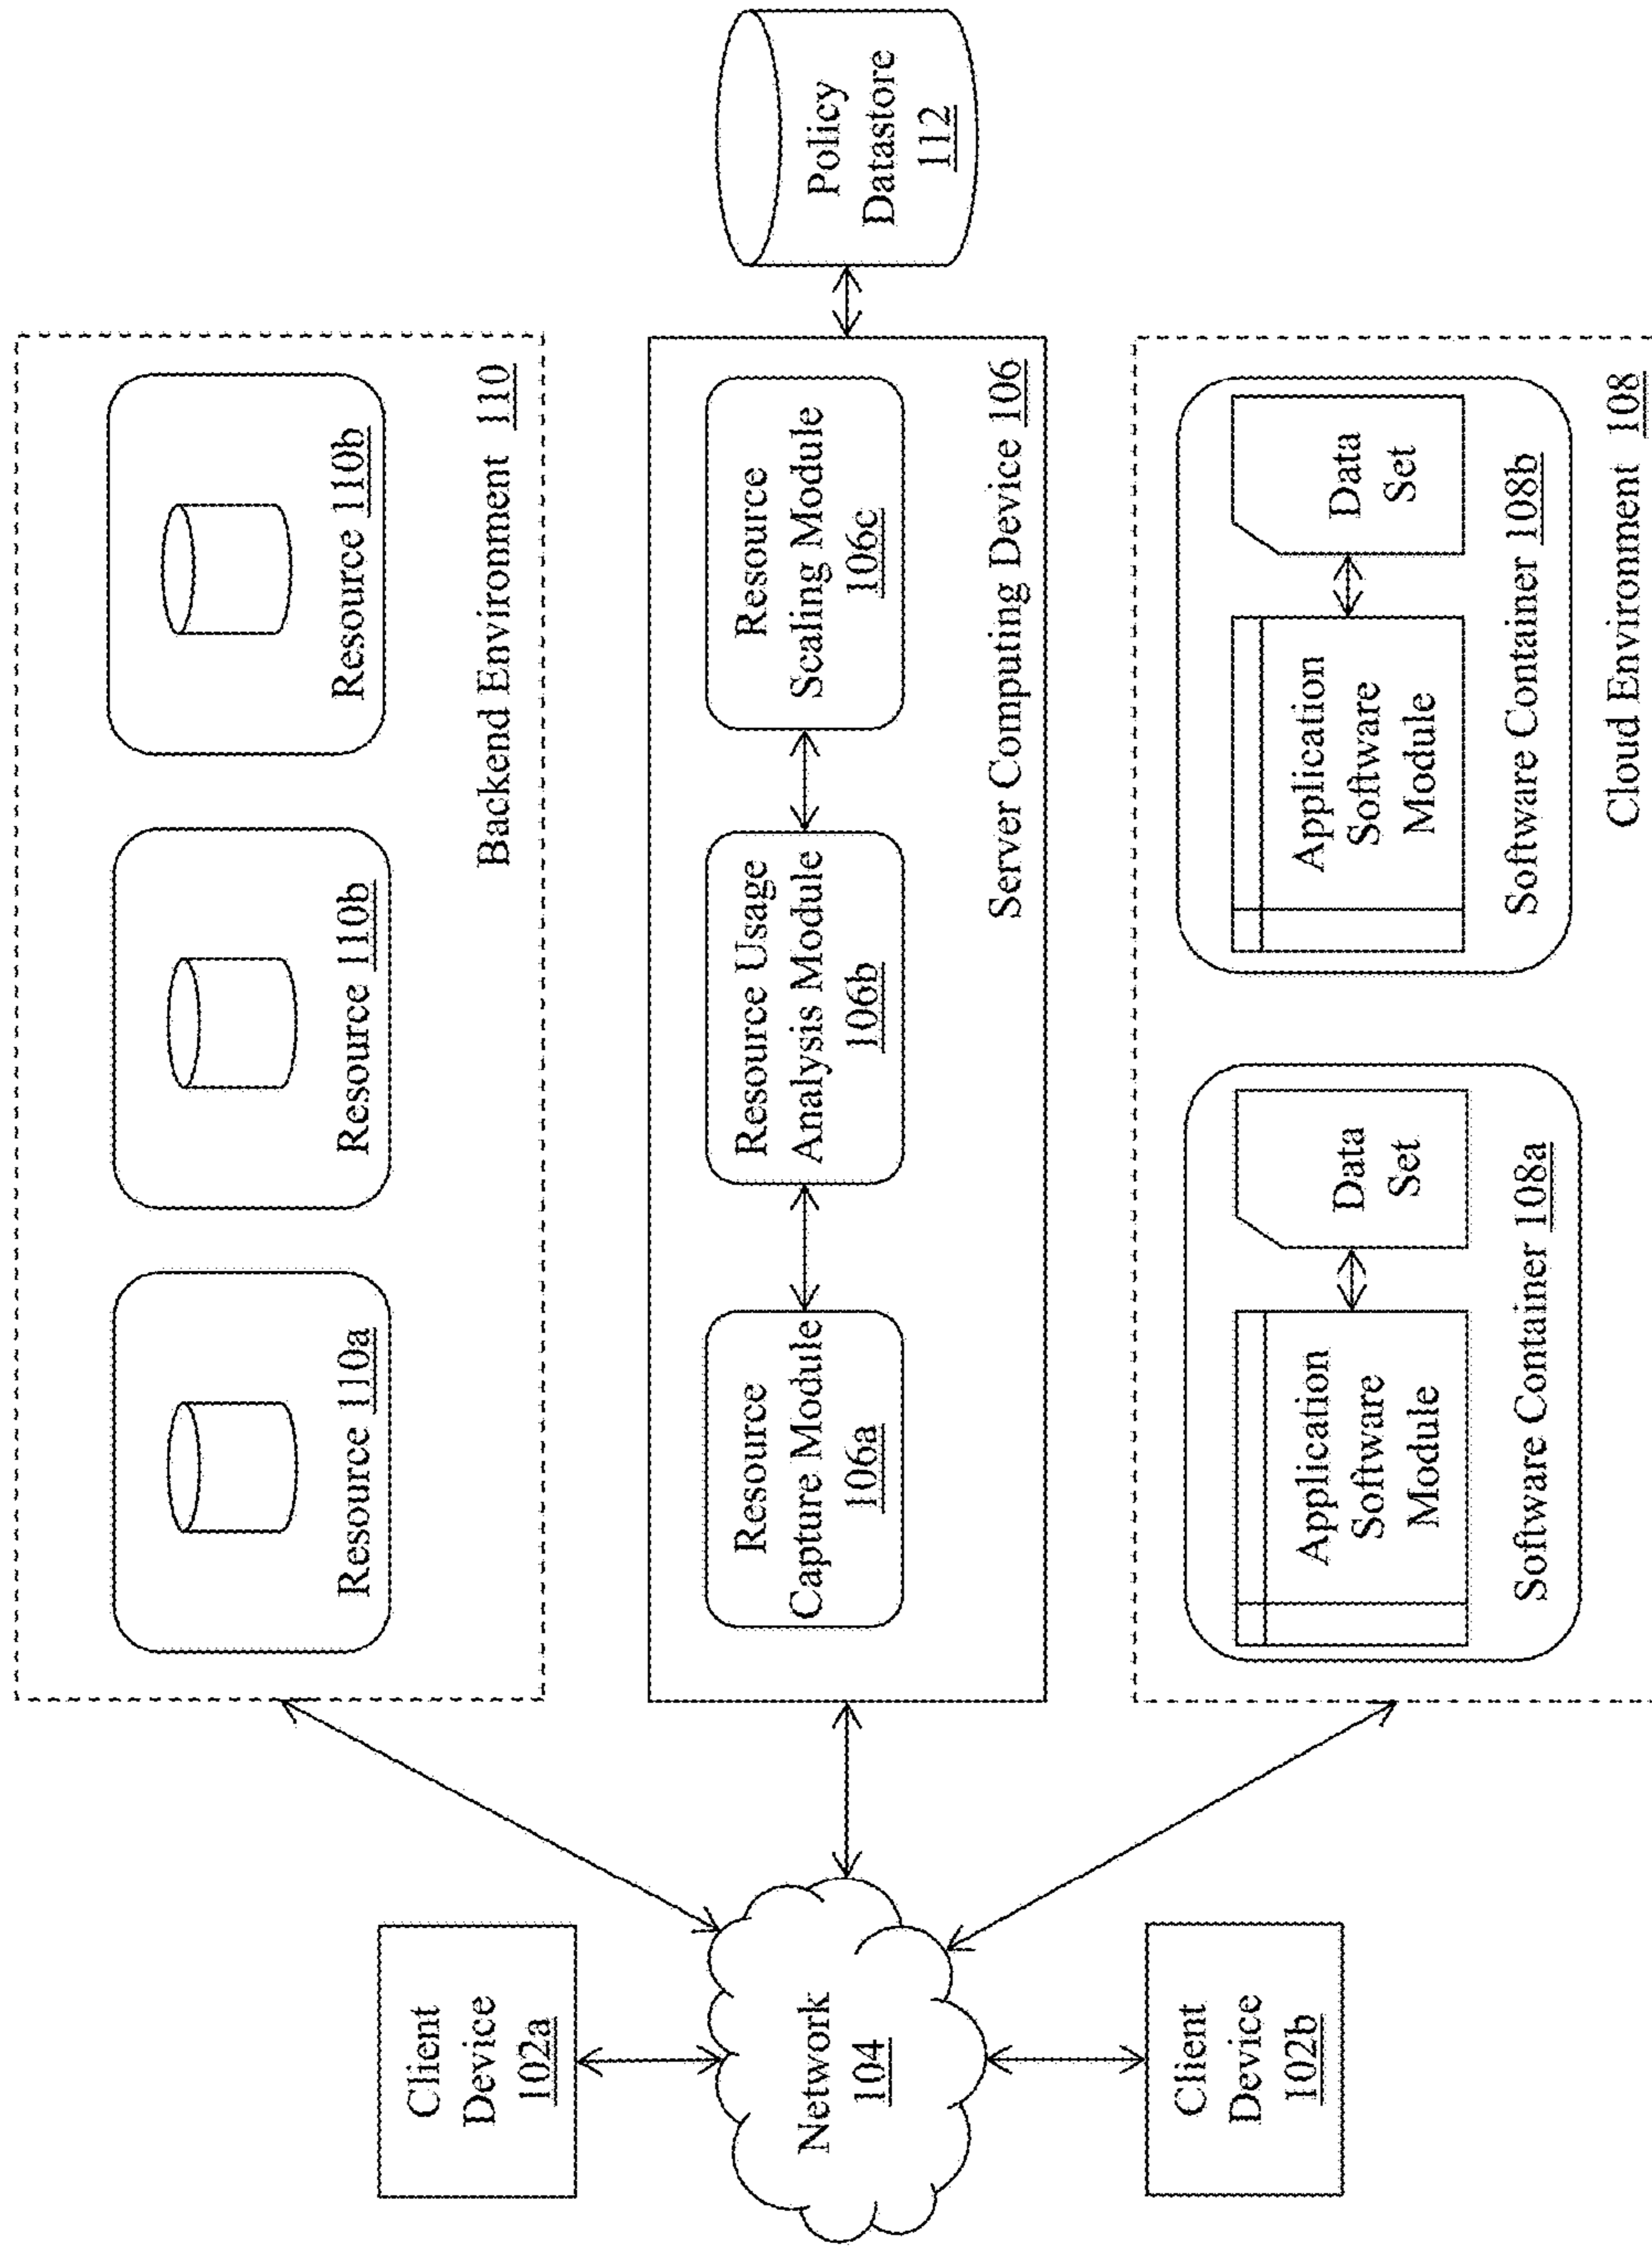 Client
Device
102a
Network
104
Client
Device
102b
Resource 110a
Resource 110b
Resource 110b
Backend Environment 110
Resource
Capture Module
106a
Resource Usage
Analysis Module
106b
Resource
Scaling Module
106c
Server Computing Device 106
Policy
Datastore
112
Application
Software
Module
Data
Set
Software Container 108a
Application
Software
Module
Data
Set
Software Container 108b
Cloud Environment 108